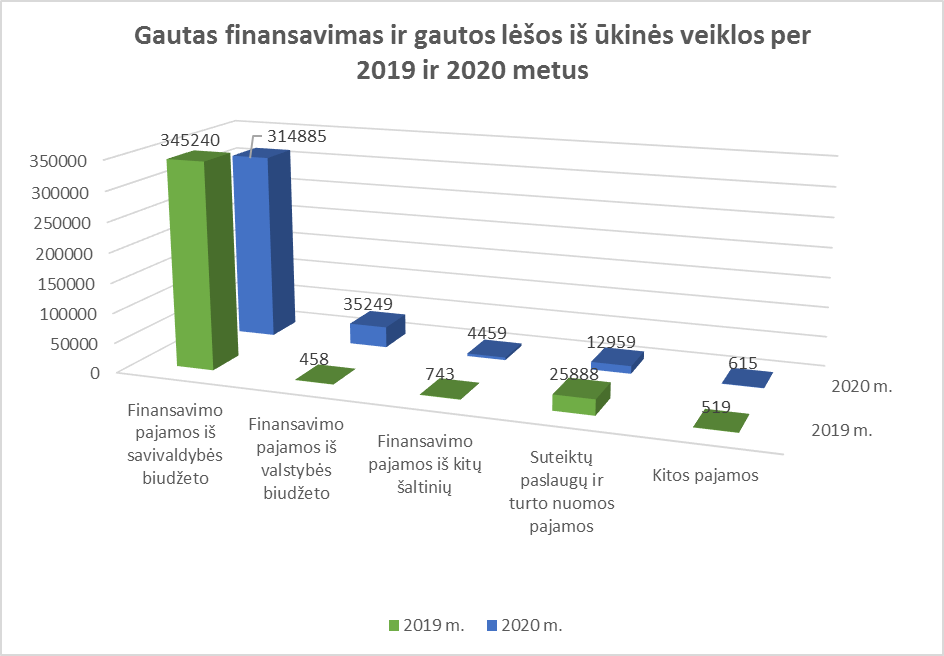 Gautas finansavimas ir gautos lėšos iš ūkinės veiklos per
2019 ir 2020 metus
345240
314885
350000
300000
250000
200000
150000
100000
50000
0
35249
4459
12959
615
458
743
25888
519
2020 m.
2019 m.
Finansavimo
pajamos iš
savivaldybės
biudžeto
Finansavimo
pajamos iš
valstybės
biudžeto
Finansavimo
pajamos iš kitų
šaltinių
Suteiktų
paslaugų ir
turto nuomos
pajamos
Kitos pajamos
2019 m.
2020 m.